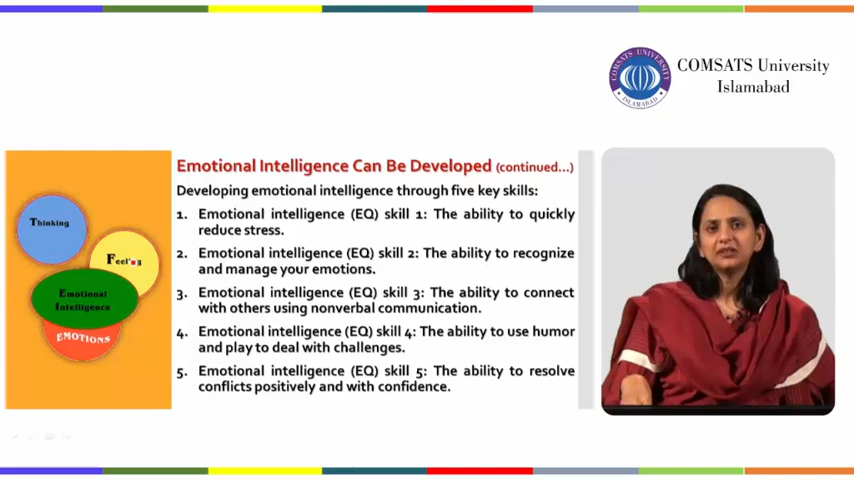 COMSATS University
Islamabad
COMSATS UNIVERSITY
ISLAMABAD
Emotional Intelligence Can Be Developed (continued...)
Developing emotional intelligence through five key skills:
1. Emotional intelligence (EQ) skill 1: The ability to quickly
reduce stress.
2. Emotional intelligence (EQ) skill 2: The ability to recognize
and manage your emotions.
3. Emotional intelligence (EQ) skill 3: The ability to connect
with others using nonverbal communication.
4. Emotional intelligence (EQ) skill 4: The ability to use humor
and play to deal with challenges.
5. Emotional intelligence (EQ) skill 5: The ability to resolve
conflicts positively and with confidence.
Thinking
Feeling
Emotional
Intelligence
EMOTIONS